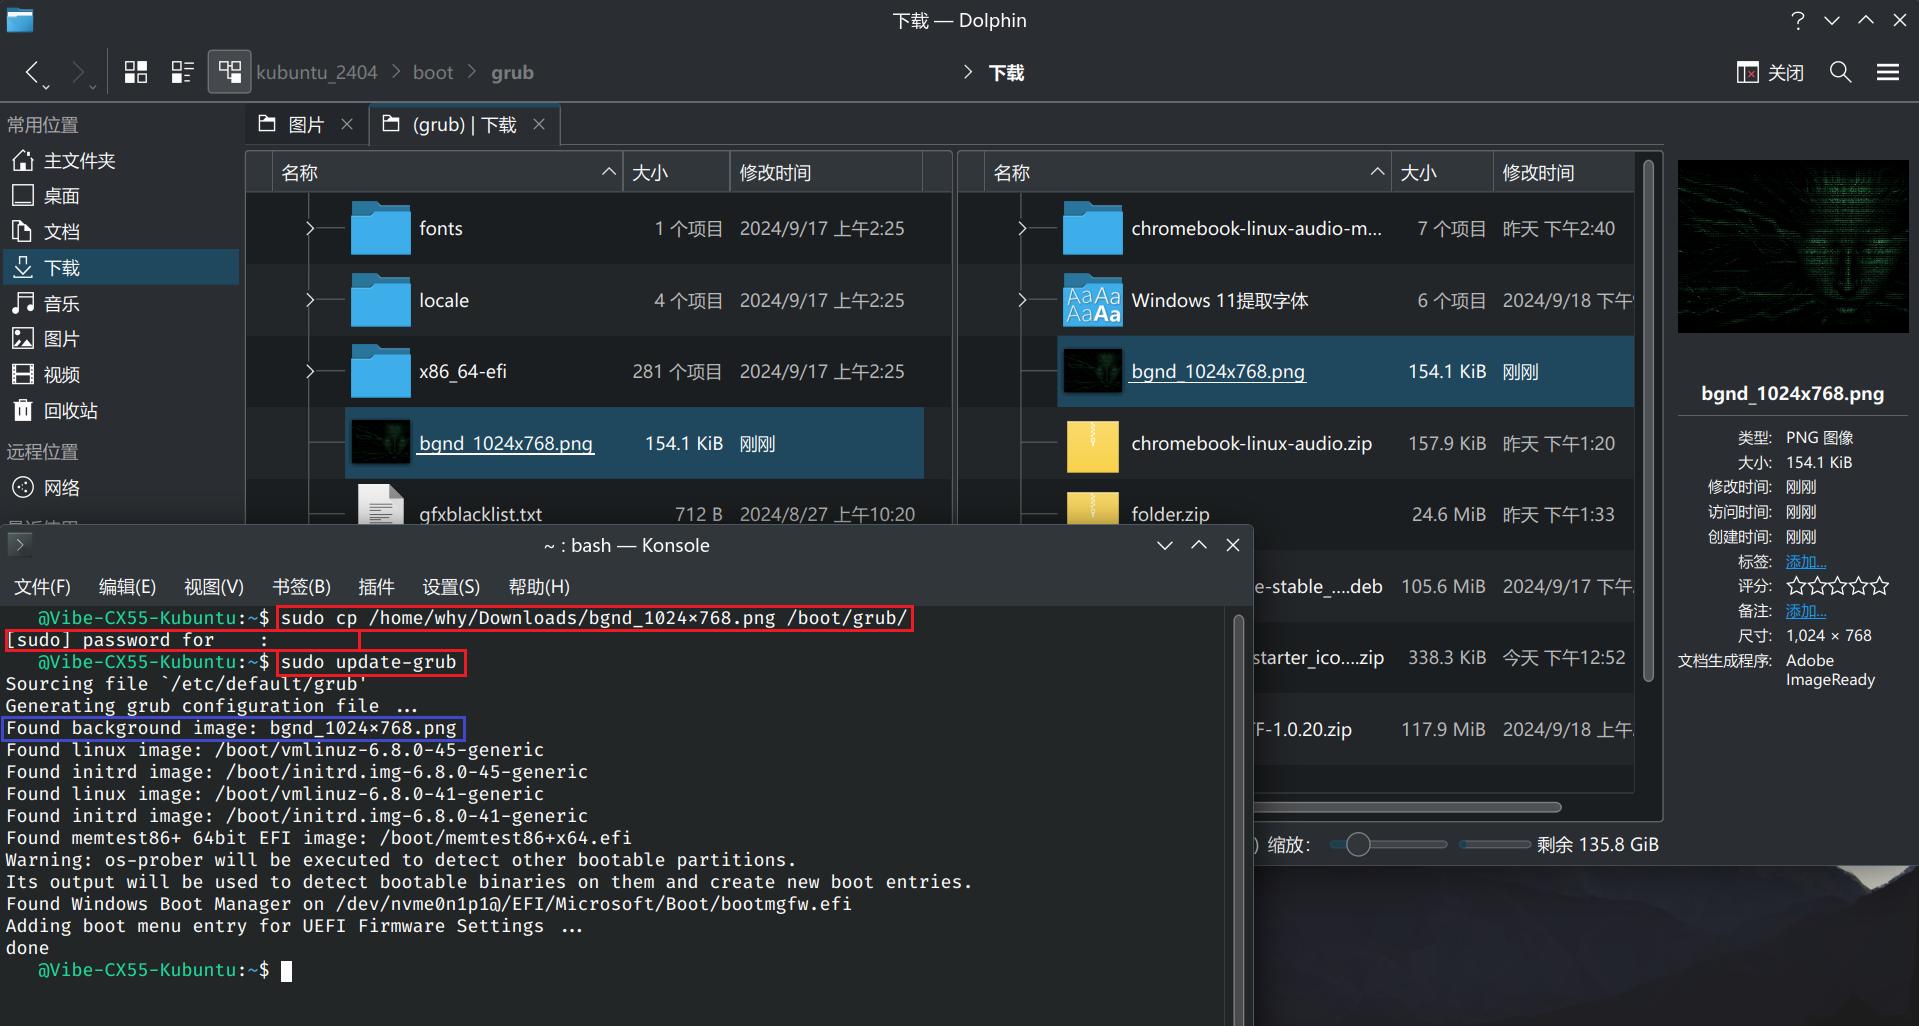 下载 — Dolphin
kubuntu_2404 > boot > grub
> 下载
关闭
常用位置
主文件夹
桌面
文档
下载
音乐
图片
视频
回收站
远程位置
网络
图片
(grub) | 下载
名称 大小 修改时间
fonts 1 个项目 2024/9/17 上午2:25
locale 4 个项目 2024/9/17 上午2:25
x86_64-efi 281 个项目 2024/9/17 上午2:25
bgnd_1024x768.png 154.1 KiB 刚刚
gfxblacklist.txt 712 B 2024/8/27 上午10:20
名称 大小 修改时间
chromebook-linux-audio-m... 7 个项目 昨天 下午2:40
Windows 11提取字体 6 个项目 2024/9/18 下午
bgnd_1024x768.png 154.1 KiB 刚刚
chromebook-linux-audio.zip 157.9 KiB 昨天 下午1:20
folder.zip 24.6 MiB 昨天 下午1:33
e-stable_....deb 105.6 MiB 2024/9/17 下午
starter_ico....zip 338.3 KiB 今天 下午12:52
F-1.0.20.zip 117.9 MiB 2024/9/18 上午
) 缩放: 剩余 135.8 GiB
bgnd_1024x768.png
类型: PNG 图像
大小: 154.1 KiB
修改时间: 刚刚
访问时间: 刚刚
创建时间: 刚刚
标签: 添加...
评分:
备注: 添加...
尺寸: 1,024 × 768
文档生成程序: Adobe
ImageReady
~ : bash — Konsole
文件(F) 编辑(E) 视图(V) 书签(B) 插件 设置(S) 帮助(H)
@Vibe-CX55-Kubuntu:~$ sudo cp /home/why/Downloads/bgnd_1024×768.png /boot/grub/
[sudo] password for :
@Vibe-CX55-Kubuntu:~$ sudo update-grub
Sourcing file `/etc/default/grub'
Generating grub configuration file ...
Found background image: bgnd_1024×768.png
Found linux image: /boot/vmlinuz-6.8.0-45-generic
Found initrd image: /boot/initrd.img-6.8.0-45-generic
Found linux image: /boot/vmlinuz-6.8.0-41-generic
Found initrd image: /boot/initrd.img-6.8.0-41-generic
Found memtest86+ 64bit EFI image: /boot/memtest86+x64.efi
Warning: os-prober will be executed to detect other bootable partitions.
Its output will be used to detect bootable binaries on them and create new boot entries.
Found Windows Boot Manager on /dev/nvme0n1p1@/EFI/Microsoft/Boot/bootmgfw.efi
Adding boot menu entry for UEFI Firmware Settings ...
done
@Vibe-CX55-Kubuntu:~$